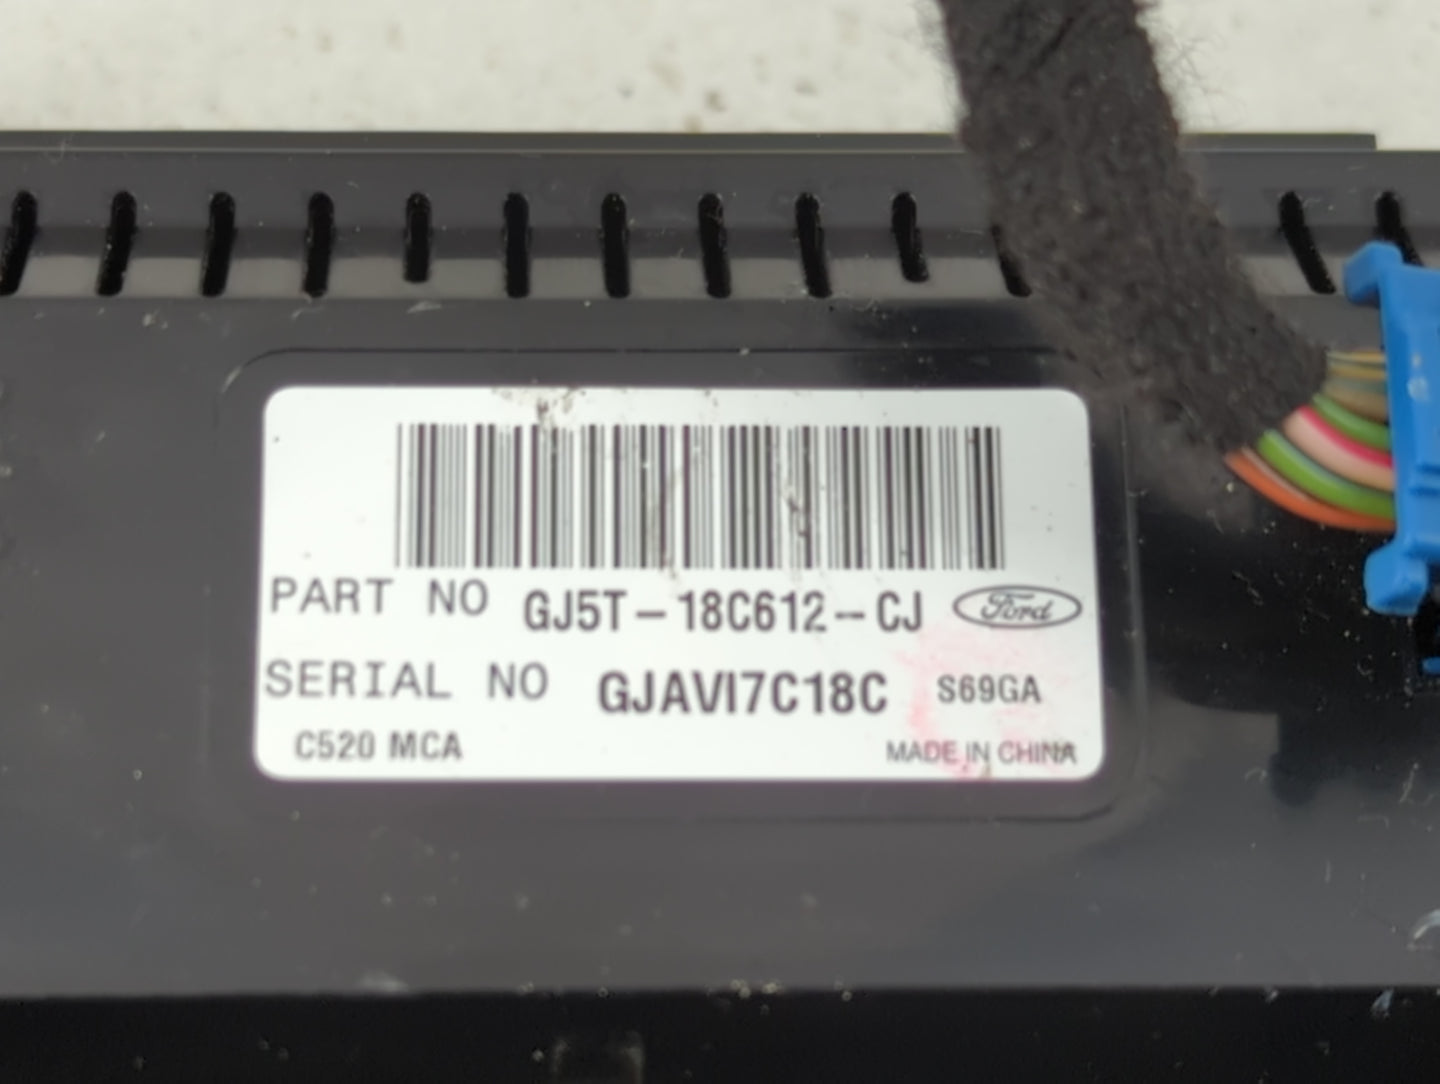 PART NO GJ5T-18C612-CJ Ford
SERIAL NO GJAVI7C18C S69GA
C520 MCA MADE IN CHINA